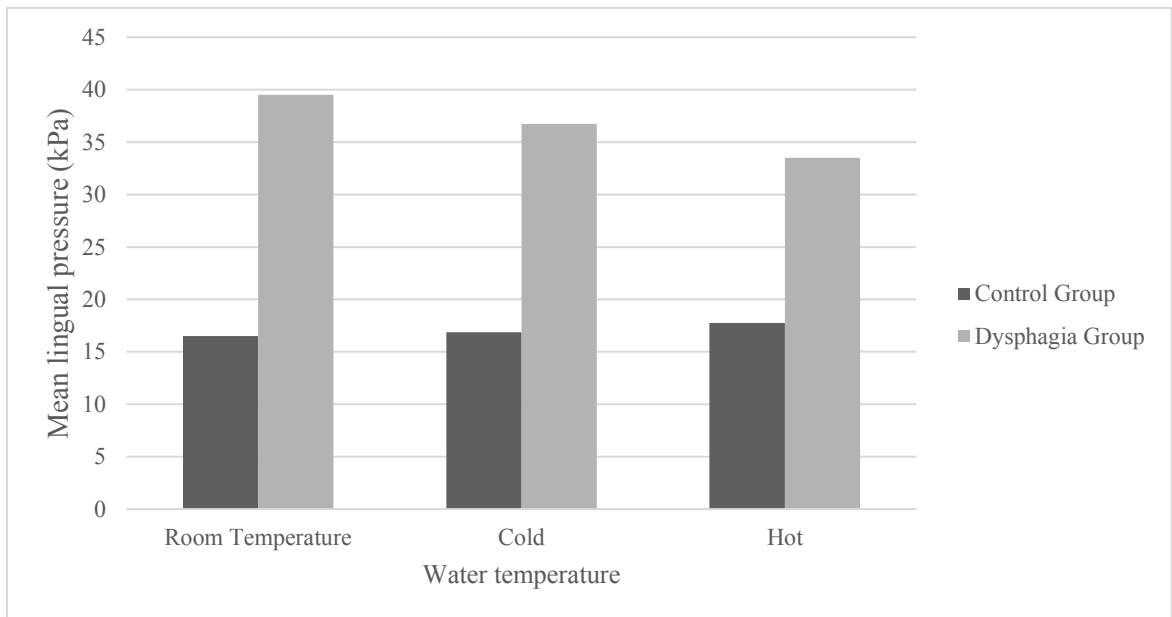 45
40
35
30
25
20
15
10
5
0
Mean lingual pressure (kPa)
Room Temperature
Cold
Hot
Water temperature
Control Group
Dysphagia Group